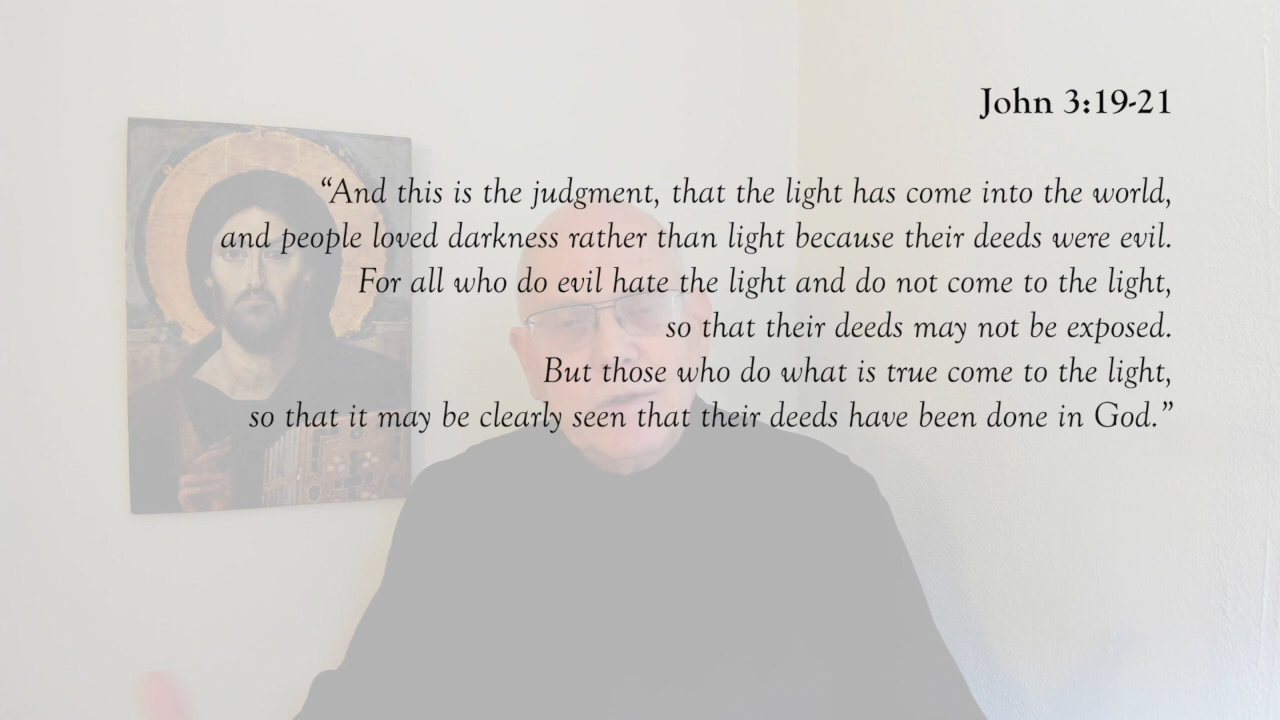 John 3:19-21
“And this is the judgment, that the light has come into the world,
and people loved darkness rather than light because their deeds were evil.
For all who do evil hate the light and do not come to the light,
so that their deeds may not be exposed.
But those who do what is true come to the light,
so that it may be clearly seen that their deeds have been done in God.”